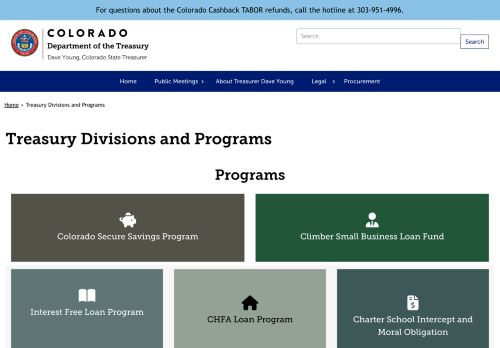 For questions about the Colorado Cashback TABOR refunds, call the hotline at 303-951-4996.
COLORADO
Department of the Treasury
Dave Young, Colorado State Treasurer
Search
Search
Home
Public Meetings
About Treasurer Dave Young
Legal
Procurement
Home › Treasury Divisions and Programs
Treasury Divisions and Programs
Programs
Colorado Secure Savings Program
Climber Small Business Loan Fund
Interest Free Loan Program
CHFA Loan Program
Charter School Intercept and
Moral Obligation